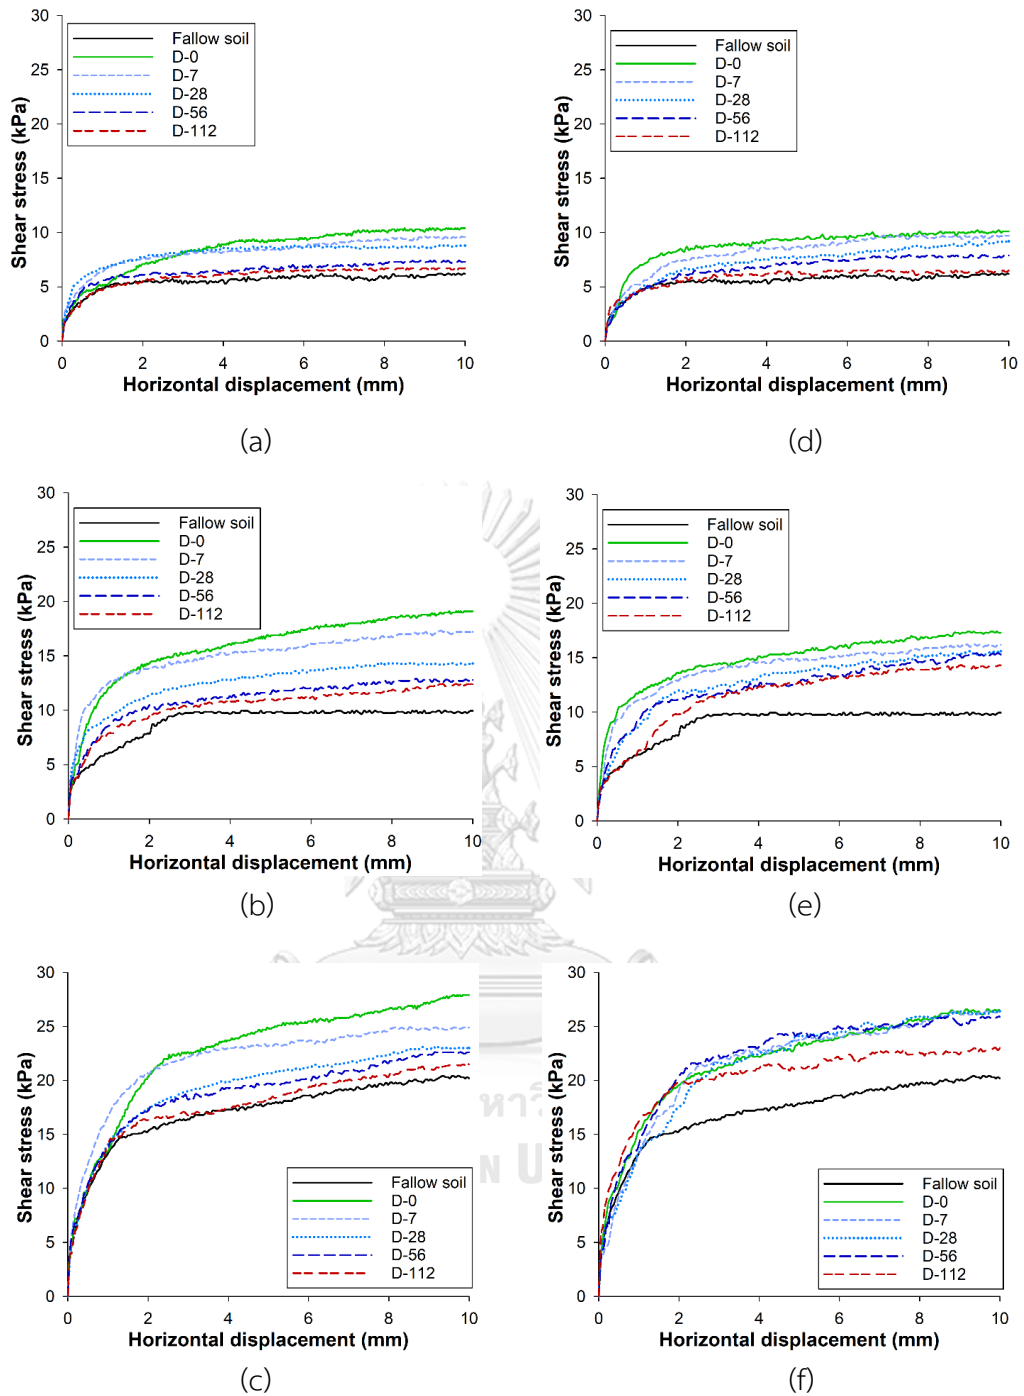 30
25
20
15
10
5
0
Shear stress (kPa)
Fallow soil
D-0
D-7
D-28
D-56
D-112
0 2 4 6 8 10
Horizontal displacement (mm)
(a)
30
25
20
15
10
5
0
Shear stress (kPa)
Fallow soil
D-0
D-7
D-28
D-56
D-112
0 2 4 6 8 10
Horizontal displacement (mm)
(d)
30
25
20
15
10
5
0
Shear stress (kPa)
Fallow soil
D-0
D-7
D-28
D-56
D-112
0 2 4 6 8 10
Horizontal displacement (mm)
(b)
30
25
20
15
10
5
0
Shear stress (kPa)
Fallow soil
D-0
D-7
D-28
D-56
D-112
0 2 4 6 8 10
Horizontal displacement (mm)
(e)
30
25
20
15
10
5
0
Shear stress (kPa)
Fallow soil
D-0
D-7
D-28
D-56
D-112
0 2 4 6 8 10
Horizontal displacement (mm)
(c)
30
25
20
15
10
5
0
Shear stress (kPa)
Fallow soil
D-0
D-7
D-28
D-56
D-112
0 2 4 6 8 10
Horizontal displacement (mm)
(f)